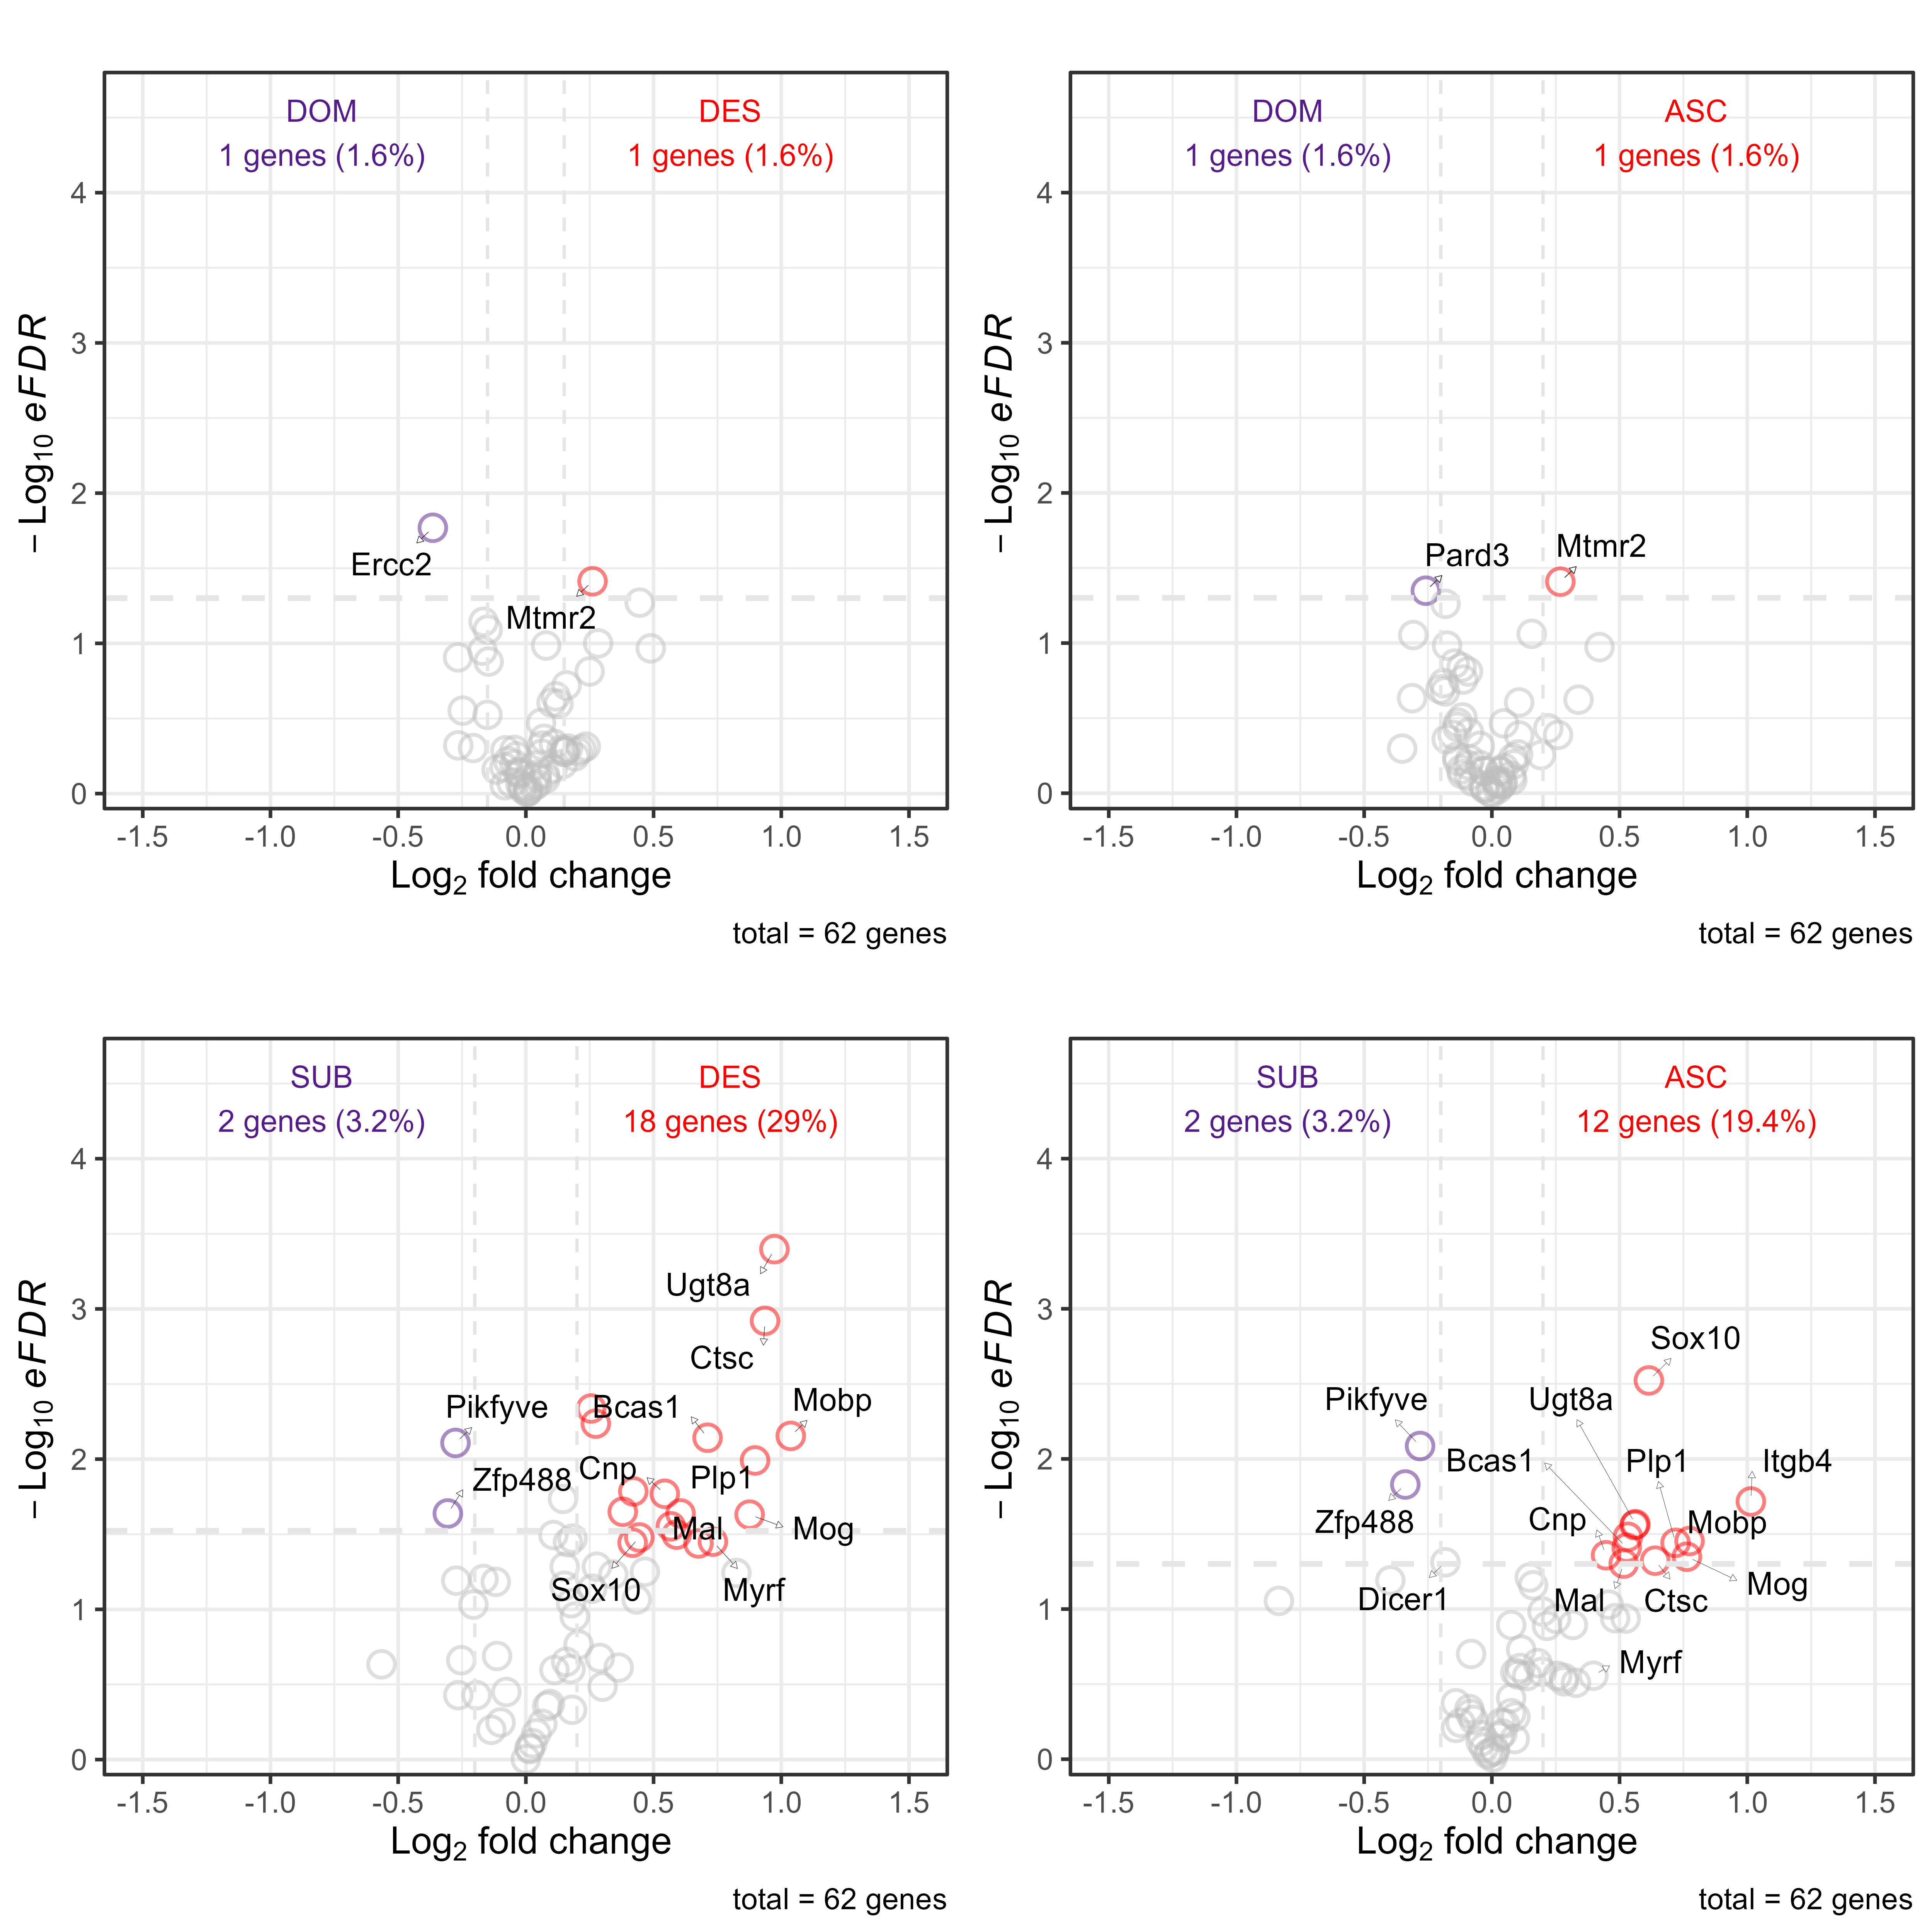 DOM
1 genes (1.6%)
DES
1 genes (1.6%)
4
3
2
1
0
− Log10 eFDR
Ercc2
Mtmr2
-1.5 -1.0 -0.5 0.0 0.5 1.0 1.5
Log2 fold change
total = 62 genes
DOM
1 genes (1.6%)
ASC
1 genes (1.6%)
4
3
2
1
0
− Log10 eFDR
Pard3
Mtmr2
-1.5 -1.0 -0.5 0.0 0.5 1.0 1.5
Log2 fold change
total = 62 genes
SUB
2 genes (3.2%)
DES
18 genes (29%)
4
3
2
1
0
− Log10 eFDR
Ugt8a
Ctsc
Pikfyve
Bcas1
Mobp
Zfp488
Cnp
Plp1
Mal
Mog
Sox10
Myrf
-1.5 -1.0 -0.5 0.0 0.5 1.0 1.5
Log2 fold change
total = 62 genes
SUB
2 genes (3.2%)
ASC
12 genes (19.4%)
4
3
2
1
0
− Log10 eFDR
Sox10
Pikfyve
Ugt8a
Bcas1
Plp1
Itgb4
Zfp488
Cnp
Mobp
Dicer1
Mal
Ctsc
Mog
Myrf
-1.5 -1.0 -0.5 0.0 0.5 1.0 1.5
Log2 fold change
total = 62 genes